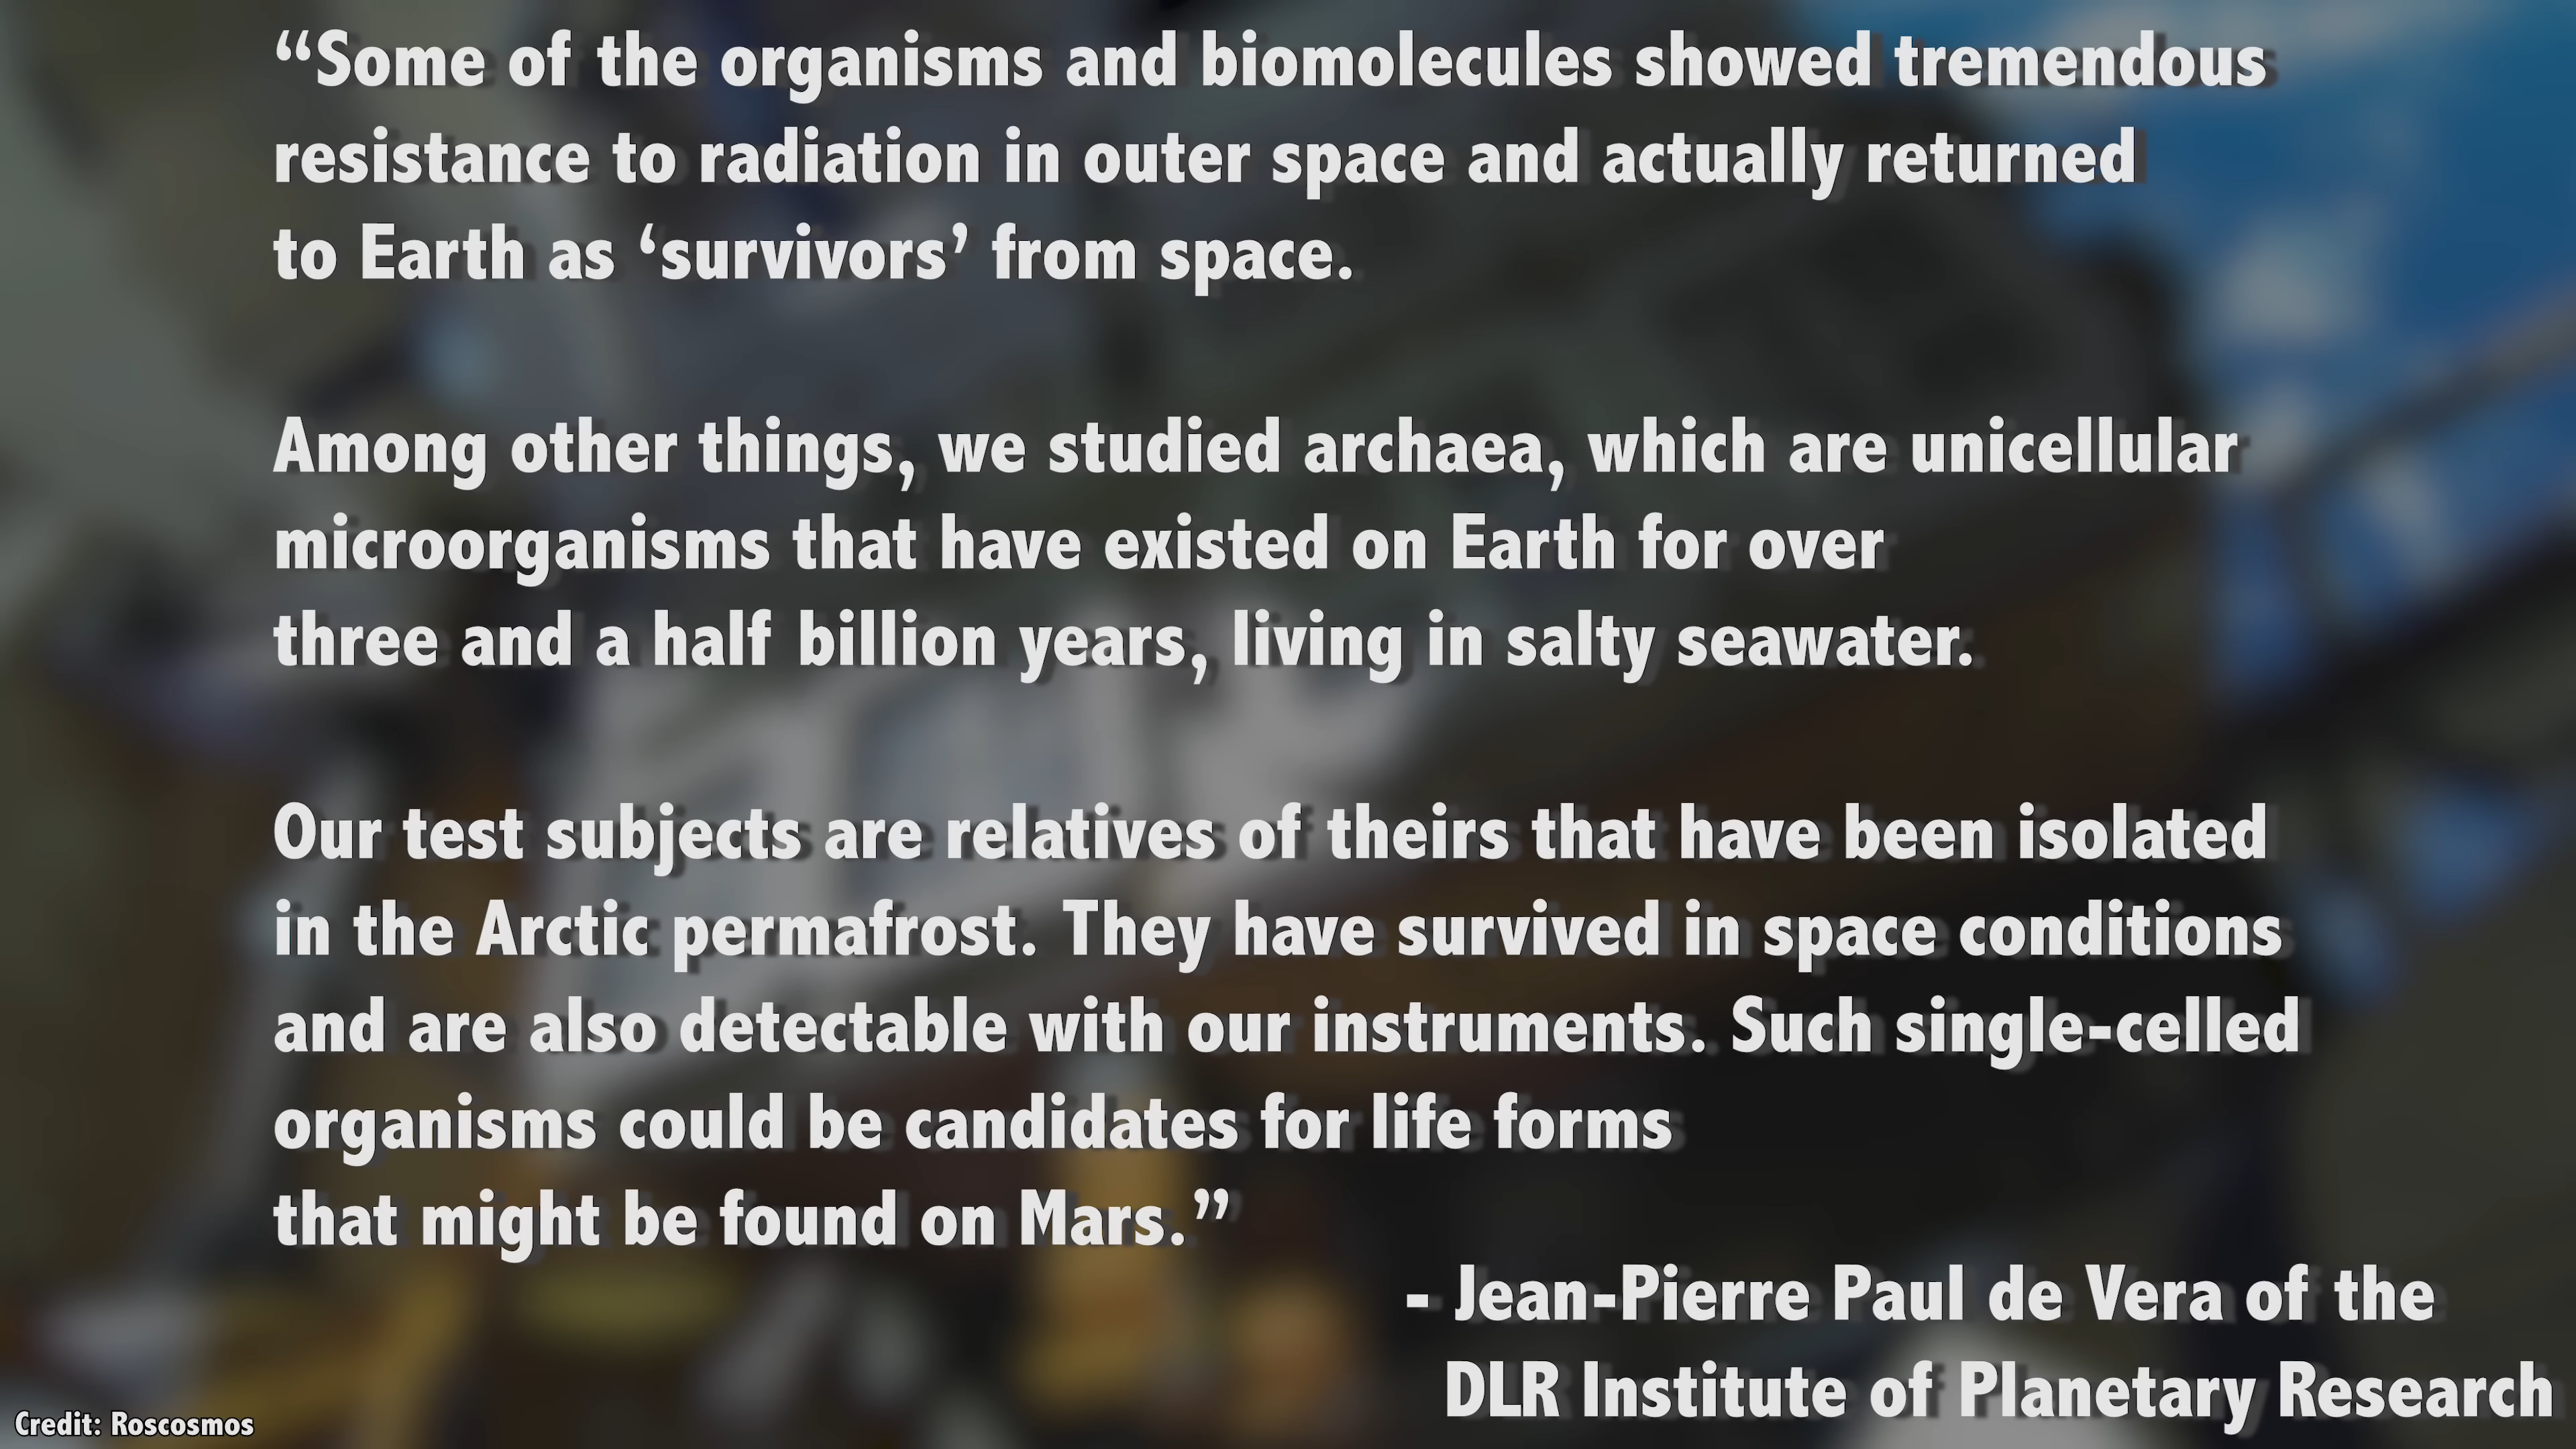 “Some of the organisms and biomolecules showed tremendous
resistance to radiation in outer space and actually returned
to Earth as ‘survivors’ from space.
Among other things, we studied archaea, which are unicellular
microorganisms that have existed on Earth for over
three and a half billion years, living in salty seawater.
Our test subjects are relatives of theirs that have been isolated
in the Arctic permafrost. They have survived in space conditions
and are also detectable with our instruments. Such single-celled
organisms could be candidates for life forms
that might be found on Mars.”
- Jean-Pierre Paul de Vera of the
DLR Institute of Planetary Research
Credit: Roscosmos